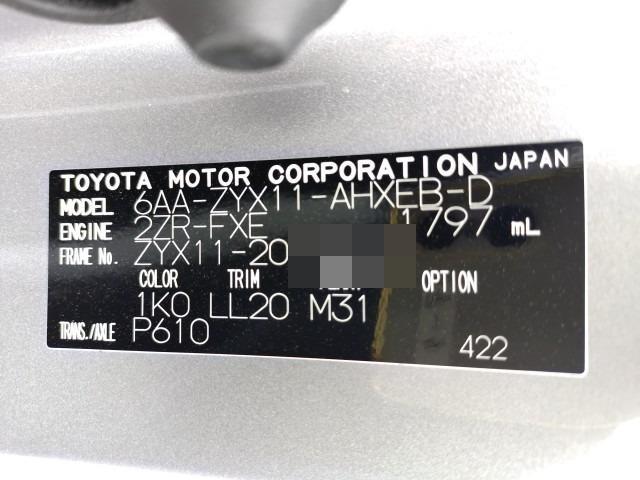 TOYOTA MOTOR CORPORATION JAPAN
MODEL 6AA-ZYX11-AHXEB-D
ENGINE 2ZR-FXE 1797 mL
FRAME No. ZYX11-20
COLOR TRIM OPTION
1K0 LL20 M31
TRANS./AXLE P610
422